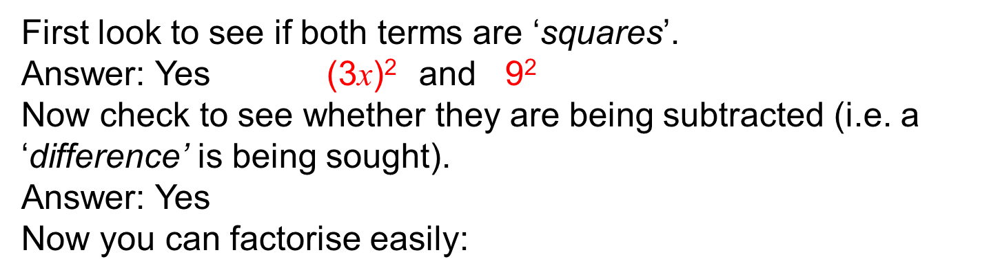 First look to see if both terms are ‘squares’.
Answer: Yes (3x)² and 9²
Now check to see whether they are being subtracted (i.e. a
‘difference’ is being sought).
Answer: Yes
Now you can factorise easily: